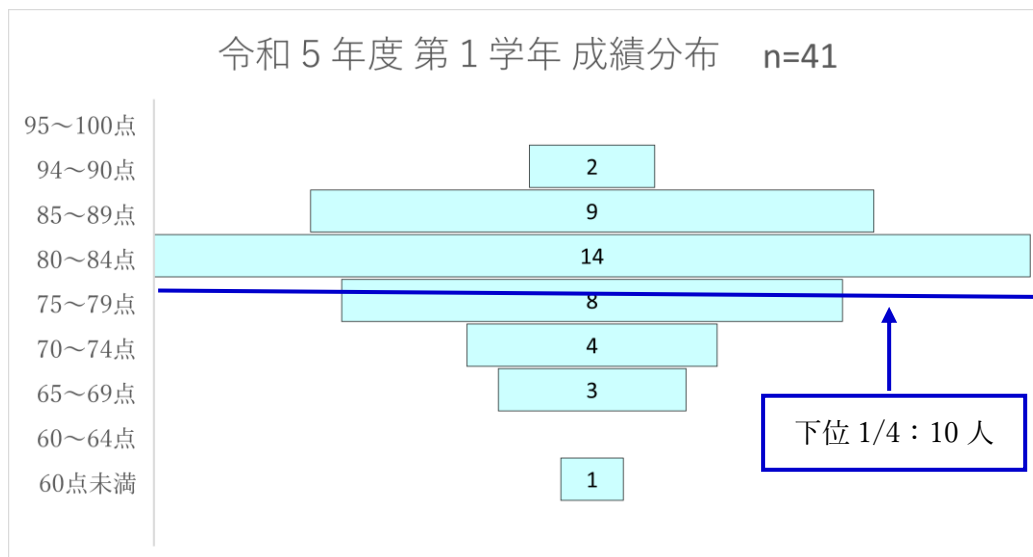 令和５年度 第１学年 成績分布 n=41
95～100点
94～90点
2
85～89点
9
80～84点
14
75～79点
8
70～74点
4
65～69点
3
60～64点
60点未満
1
下位 1/4：10 人